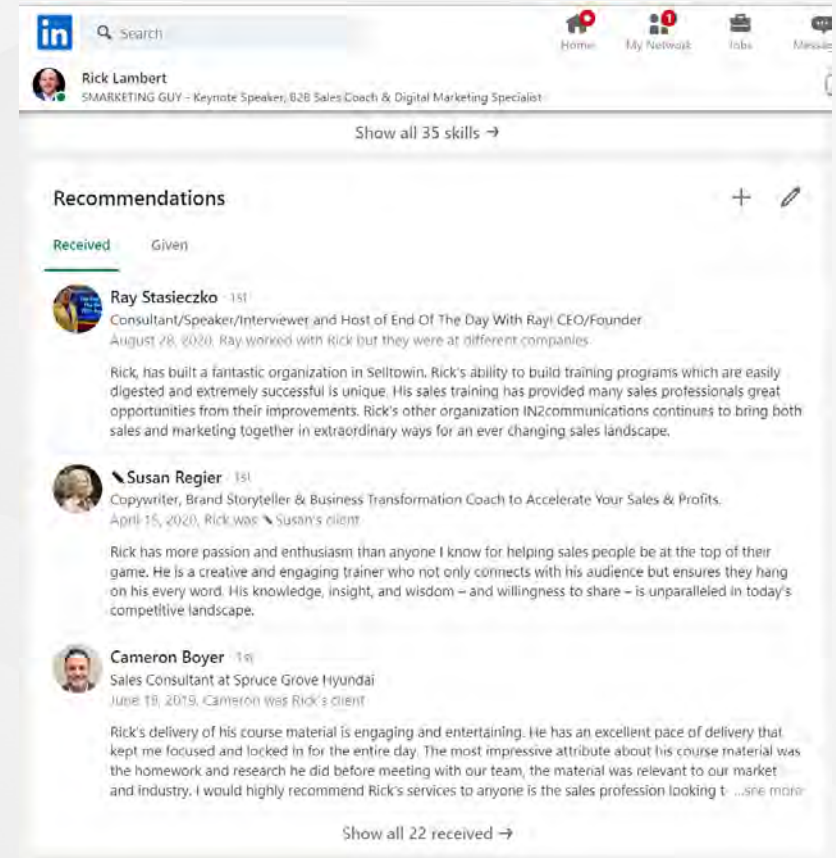 in
Search
Home
My Network
1
Jobs
Rick Lambert
SMARKETING GUY - Keynote Speaker, B2B Sales Coach & Digital Marketing Specialist
Show all 35 skills →
Recommendations
Received Given
Ray Stasieczko · 1st
Consultant/Speaker/Interviewer and Host of End Of The Day With Ray! CEO/Founder
August 28, 2020, Ray worked with Rick but they were at different companies
Rick, has built a fantastic organization in Selltowin. Rick's ability to build training programs which are easily
digested and extremely successful is unique. His sales training has provided many sales professionals great
opportunities from their improvements. Rick's other organization IN2communications continues to bring both
sales and marketing together in extraordinary ways for an ever changing sales landscape.
Susan Regier · 1st
Copywriter, Brand Storyteller & Business Transformation Coach to Accelerate Your Sales & Profits.
April 15, 2020, Rick was Susan's client
Rick has more passion and enthusiasm than anyone I know for helping sales people be at the top of their
game. He is a creative and engaging trainer who not only connects with his audience but ensures they hang
on his every word. His knowledge, insight, and wisdom – and willingness to share – is unparalleled in today's
competitive landscape.
Cameron Boyer · 1st
Sales Consultant at Spruce Grove Hyundai
2019, Cameron was Rick's client
Rick's delivery of his course material is engaging and entertaining. He has an excellent pace of delivery that
kept me focused and locked in for the entire day. The most impressive attribute about his course material was
the homework and research he did before meeting with our team, the material was relevant to our market
and industry. I would highly recommend Rick's services to anyone is the sales profession looking t ...see more
Show all 22 received →